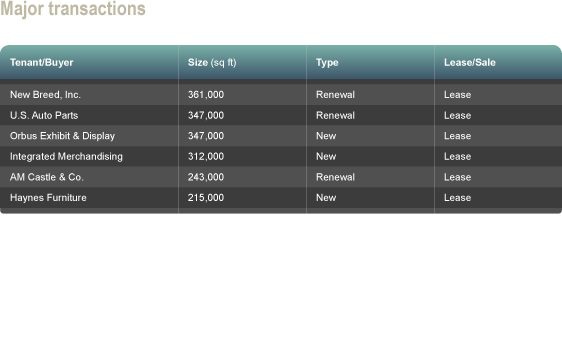 Major transactions
Tenant/Buyer Size (sq ft) Type Lease/Sale
New Breed, Inc. 361,000 Renewal Lease
U.S. Auto Parts 347,000 Renewal Lease
Orbus Exhibit & Display 347,000 New Lease
Integrated Merchandising 312,000 New Lease
AM Castle & Co. 243,000 Renewal Lease
Haynes Furniture 215,000 New Lease